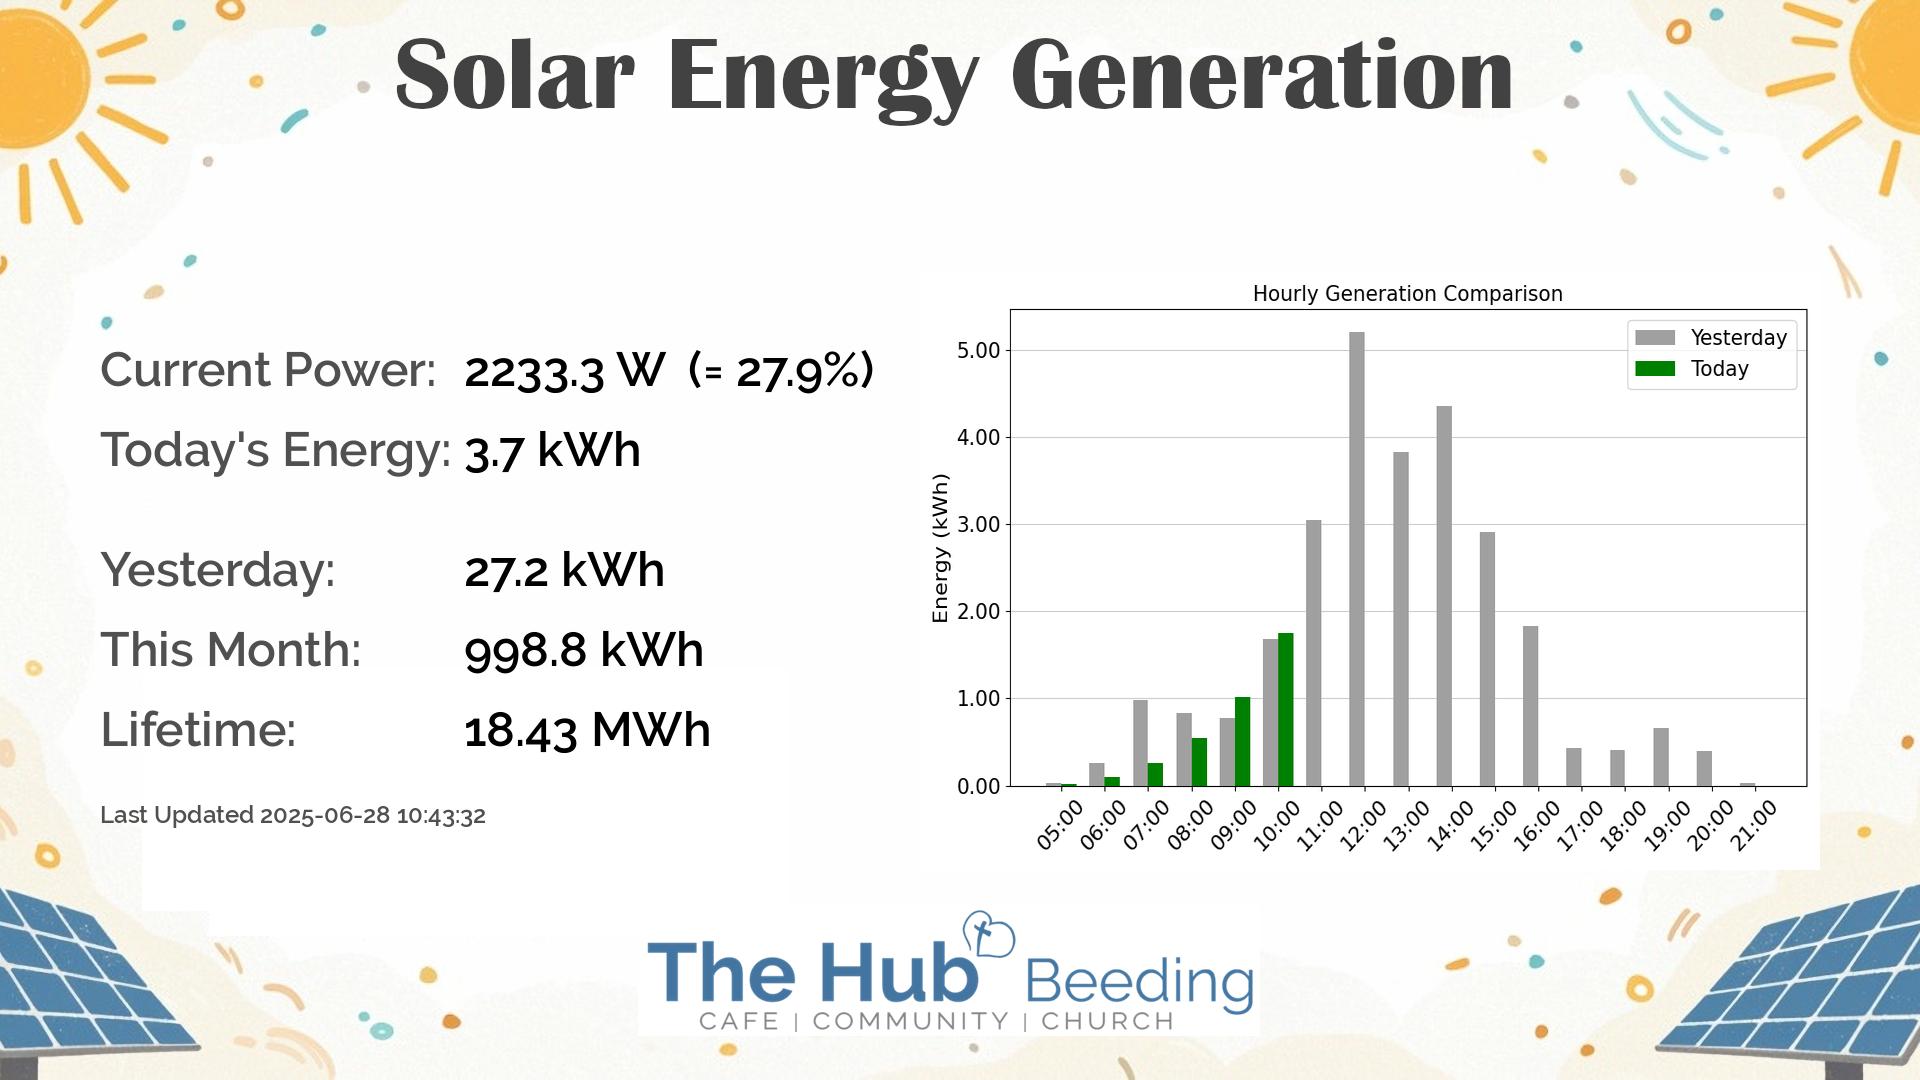 Solar Energy Generation
Current Power: 2233.3 W (= 27.9%)
Today's Energy: 3.7 kWh
Yesterday: 27.2 kWh
This Month: 998.8 kWh
Lifetime: 18.43 MWh
Last Updated 2025-06-28 10:43:32
Hourly Generation Comparison
Yesterday
Today
Energy (kWh)
5.00
4.00
3.00
2.00
1.00
0.00
05:00 06:00 07:00 08:00 09:00 10:00 11:00 12:00 13:00 14:00 15:00 16:00 17:00 18:00 19:00 20:00 21:00
The Hub Beeding
CAFE | COMMUNITY | CHURCH